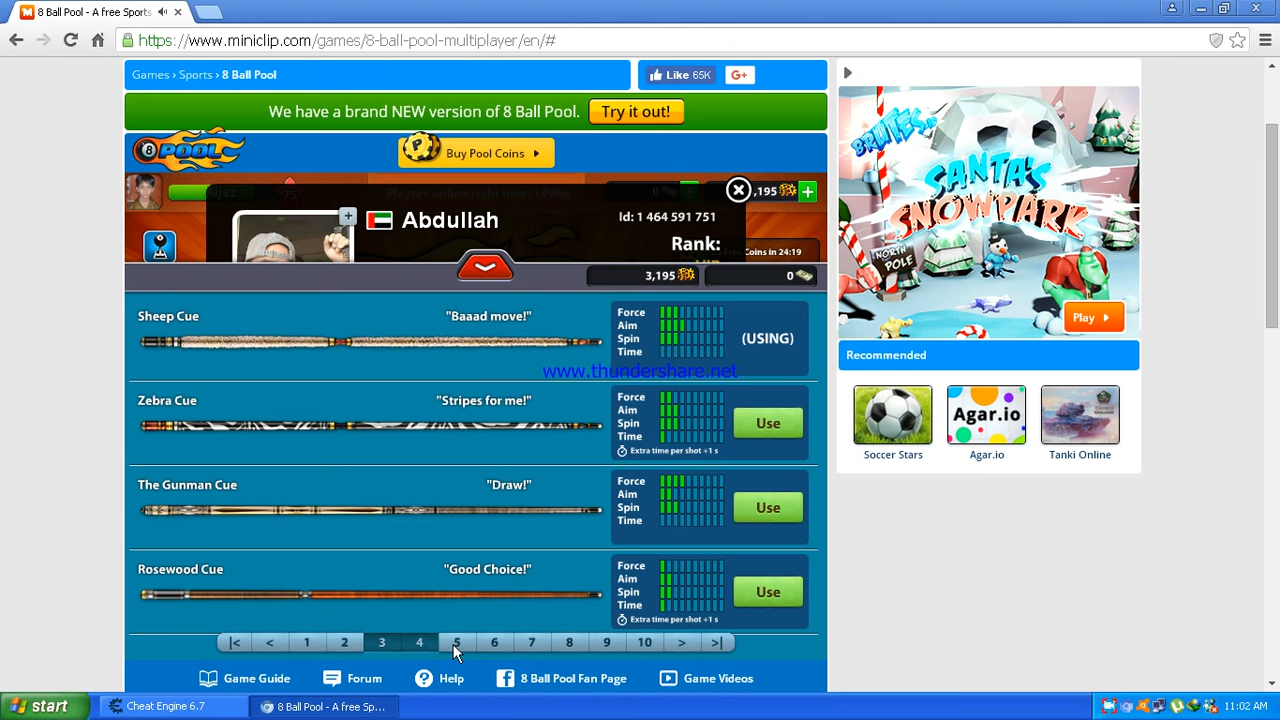 8 Ball Pool - A free Sports
https://www.miniclip.com/games/8-ball-pool-multiplayer/en/#
Games › Sports › 8 Ball Pool
Like 65K
G+
We have a brand NEW version of 8 Ball Pool. Try it out!
8 POOL
Buy Pool Coins
Players online right now:
,195
Abdullah
Id: 1 464 591 751
Rank:
Coins in 24:19
3,195
0
Sheep Cue
"Baaad move!"
Force
Aim
Spin
Time
(USING)
www.thundershare.net
Zebra Cue
"Stripes for me!"
Force
Aim
Spin
Time
Extra time per shot +1 s
Use
The Gunman Cue
"Draw!"
Force
Aim
Spin
Time
Use
Rosewood Cue
"Good Choice!"
Force
Aim
Spin
Time
Extra time per shot +1 s
Use
|< < 1 2 3 4 5 6 7 8 9 10 > >|
Game Guide
Forum
Help
8 Ball Pool Fan Page
Game Videos
BRUTES.io
SANTA'S
SNOWPARK
NORTH
POLE
Play
Recommended
Soccer Stars
Agar.io
Agar.io
Tanki Online
start
Cheat Engine 6.7
8 Ball Pool - A free Sp...
11:02 AM